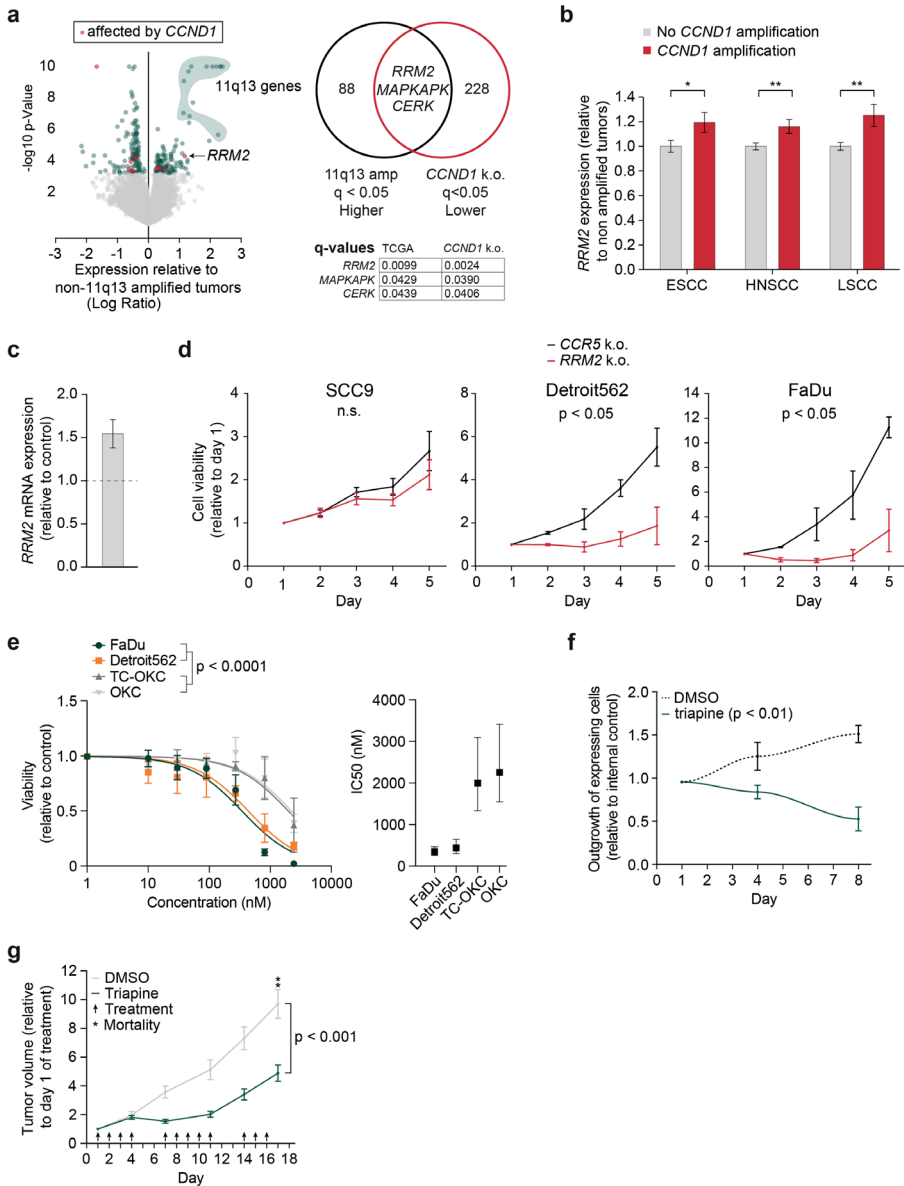 a
affected by CCND1
10
8
6
4
2
-log10 p-Value
11q13 genes
RRM2
-3 -2 -1 0 1 2 3
Expression relative to
non-11q13 amplified tumors
(Log Ratio)
88
RRM2
MAPKAPK
CERK
228
11q13 amp
q < 0.05
Higher
CCND1 k.o.
q<0.05
Lower
q-values TCGA CCND1 k.o.
RRM2 0.0099 0.0024
MAPKAPK 0.0429 0.0390
CERK 0.0439 0.0406
b
No CCND1 amplification
CCND1 amplification
RRM2 expression (relative
to non amplified tumors)
1.4
1.2
1.0
0.8
0.6
0.4
0.2
0.0
* ** **
ESCC HNSCC LSCC
c
RRM2 mRNA expression
(relative to control)
2.0
1.5
1.0
0.5
0.0
d
CCR5 k.o.
RRM2 k.o.
SCC9
n.s.
Cell viability
(relative to day 1)
4
3
2
1
0
0 1 2 3 4 5
Day
Detroit562
p < 0.05
8
6
4
2
0
0 1 2 3 4 5
Day
FaDu
p < 0.05
14
12
10
8
6
4
2
0
0 1 2 3 4 5
Day
e
FaDu
Detroit562
TC-OKC
OKC
p < 0.0001
Viability
(relative to control)
1.5
1.0
0.5
0.0
1 10 100 1000 10000
Concentration (nM)
IC50 (nM)
4000
3000
2000
1000
0
FaDu
Detroit562
TC-OKC
OKC
f
DMSO
triapine (p < 0.01)
Outgrowth of expressing cells
(relative to internal control)
2.0
1.5
1.0
0.5
0.0
0 1 2 3 4 5 6 7 8
Day
g
DMSO
Triapine
Treatment
* Mortality
Tumor volume (relative
to day 1 of treatment)
12
10
8
6
4
2
0
*
*
p < 0.001
0 2 4 6 8 10 12 14 16 18
Day